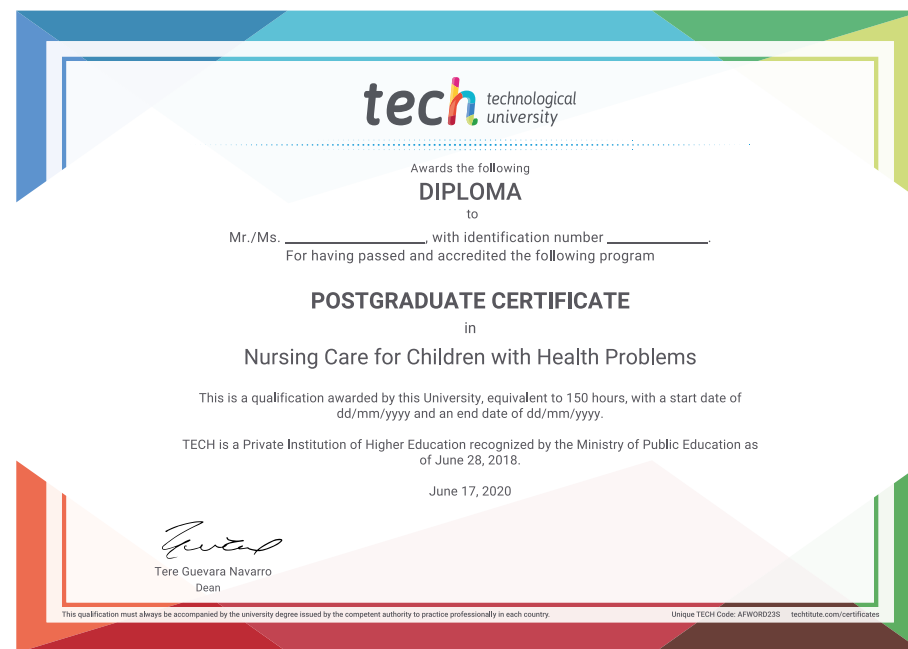 tech technological
university
Awards the following
DIPLOMA
to
Mr./Ms. ____________________, with identification number ______________.
For having passed and accredited the following program
POSTGRADUATE CERTIFICATE
in
Nursing Care for Children with Health Problems
This is a qualification awarded by this University, equivalent to 150 hours, with a start date of
dd/mm/yyyy and an end date of dd/mm/yyyy.
TECH is a Private Institution of Higher Education recognized by the Ministry of Public Education as
of June 28, 2018.
June 17, 2020
Tere Guevara Navarro
Dean
This qualification must always be accompanied by the university degree issued by the competent authority to practice professionally in each country. Unique TECH Code: AFWORD23S techtitute.com/certificates